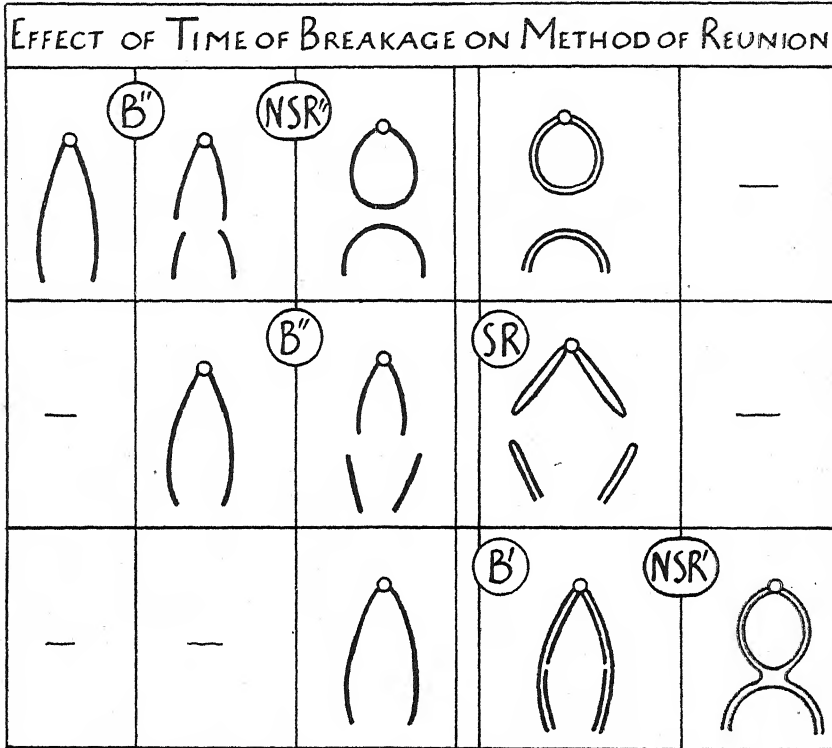 EFFECT OF TIME OF BREAKAGE ON METHOD OF REUNION
B″ NSR″
B″ SR
B′ NSR′